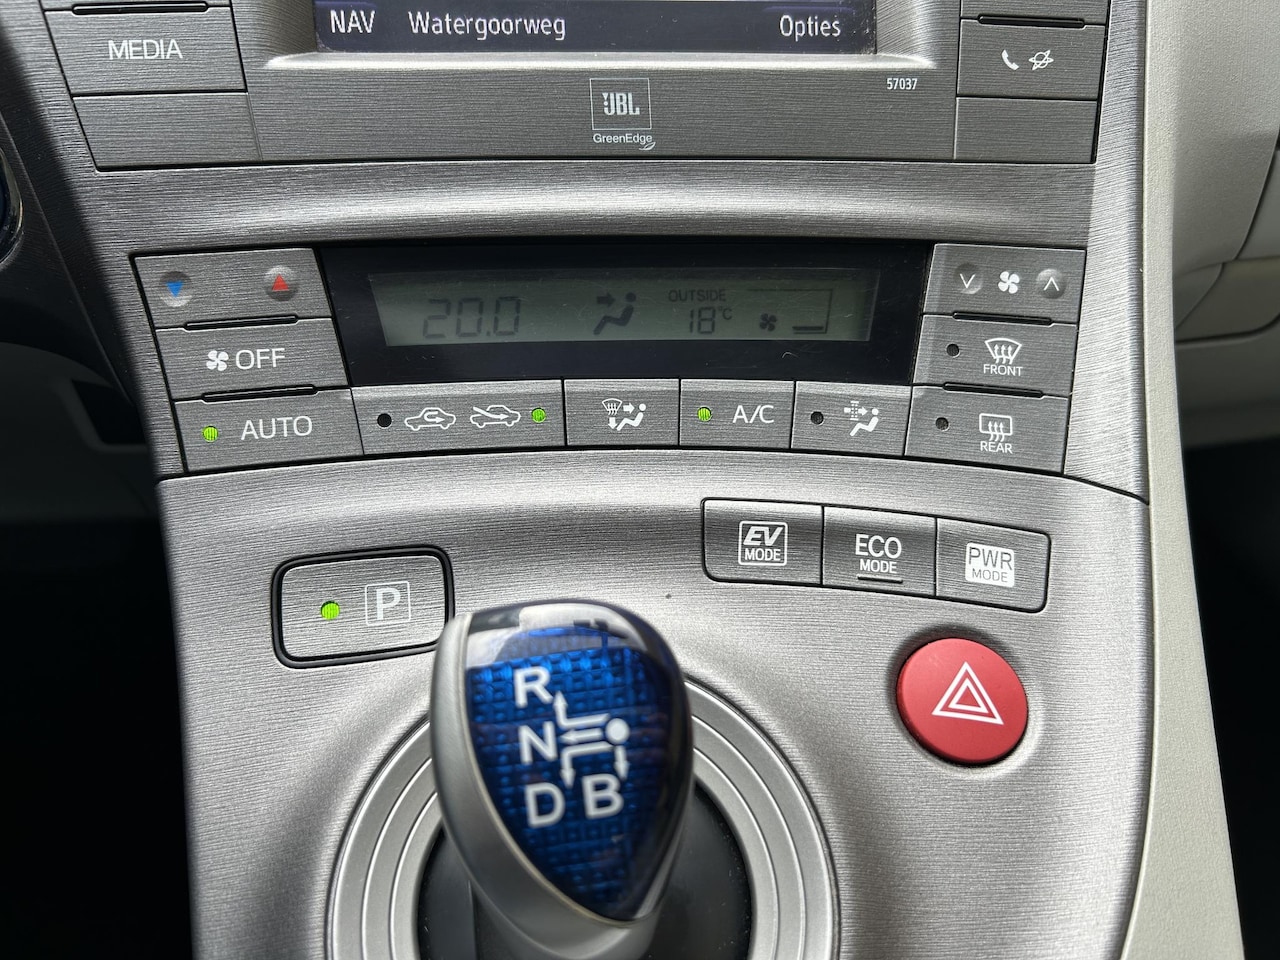 NAV Watergoorweg Opties
MEDIA
57037
JBL
GreenEdge
20.0
OUTSIDE
18°C
OFF
FRONT
AUTO
A/C
REAR
EV
MODE
ECO
MODE
PWR
MODE
P
R
N
D B